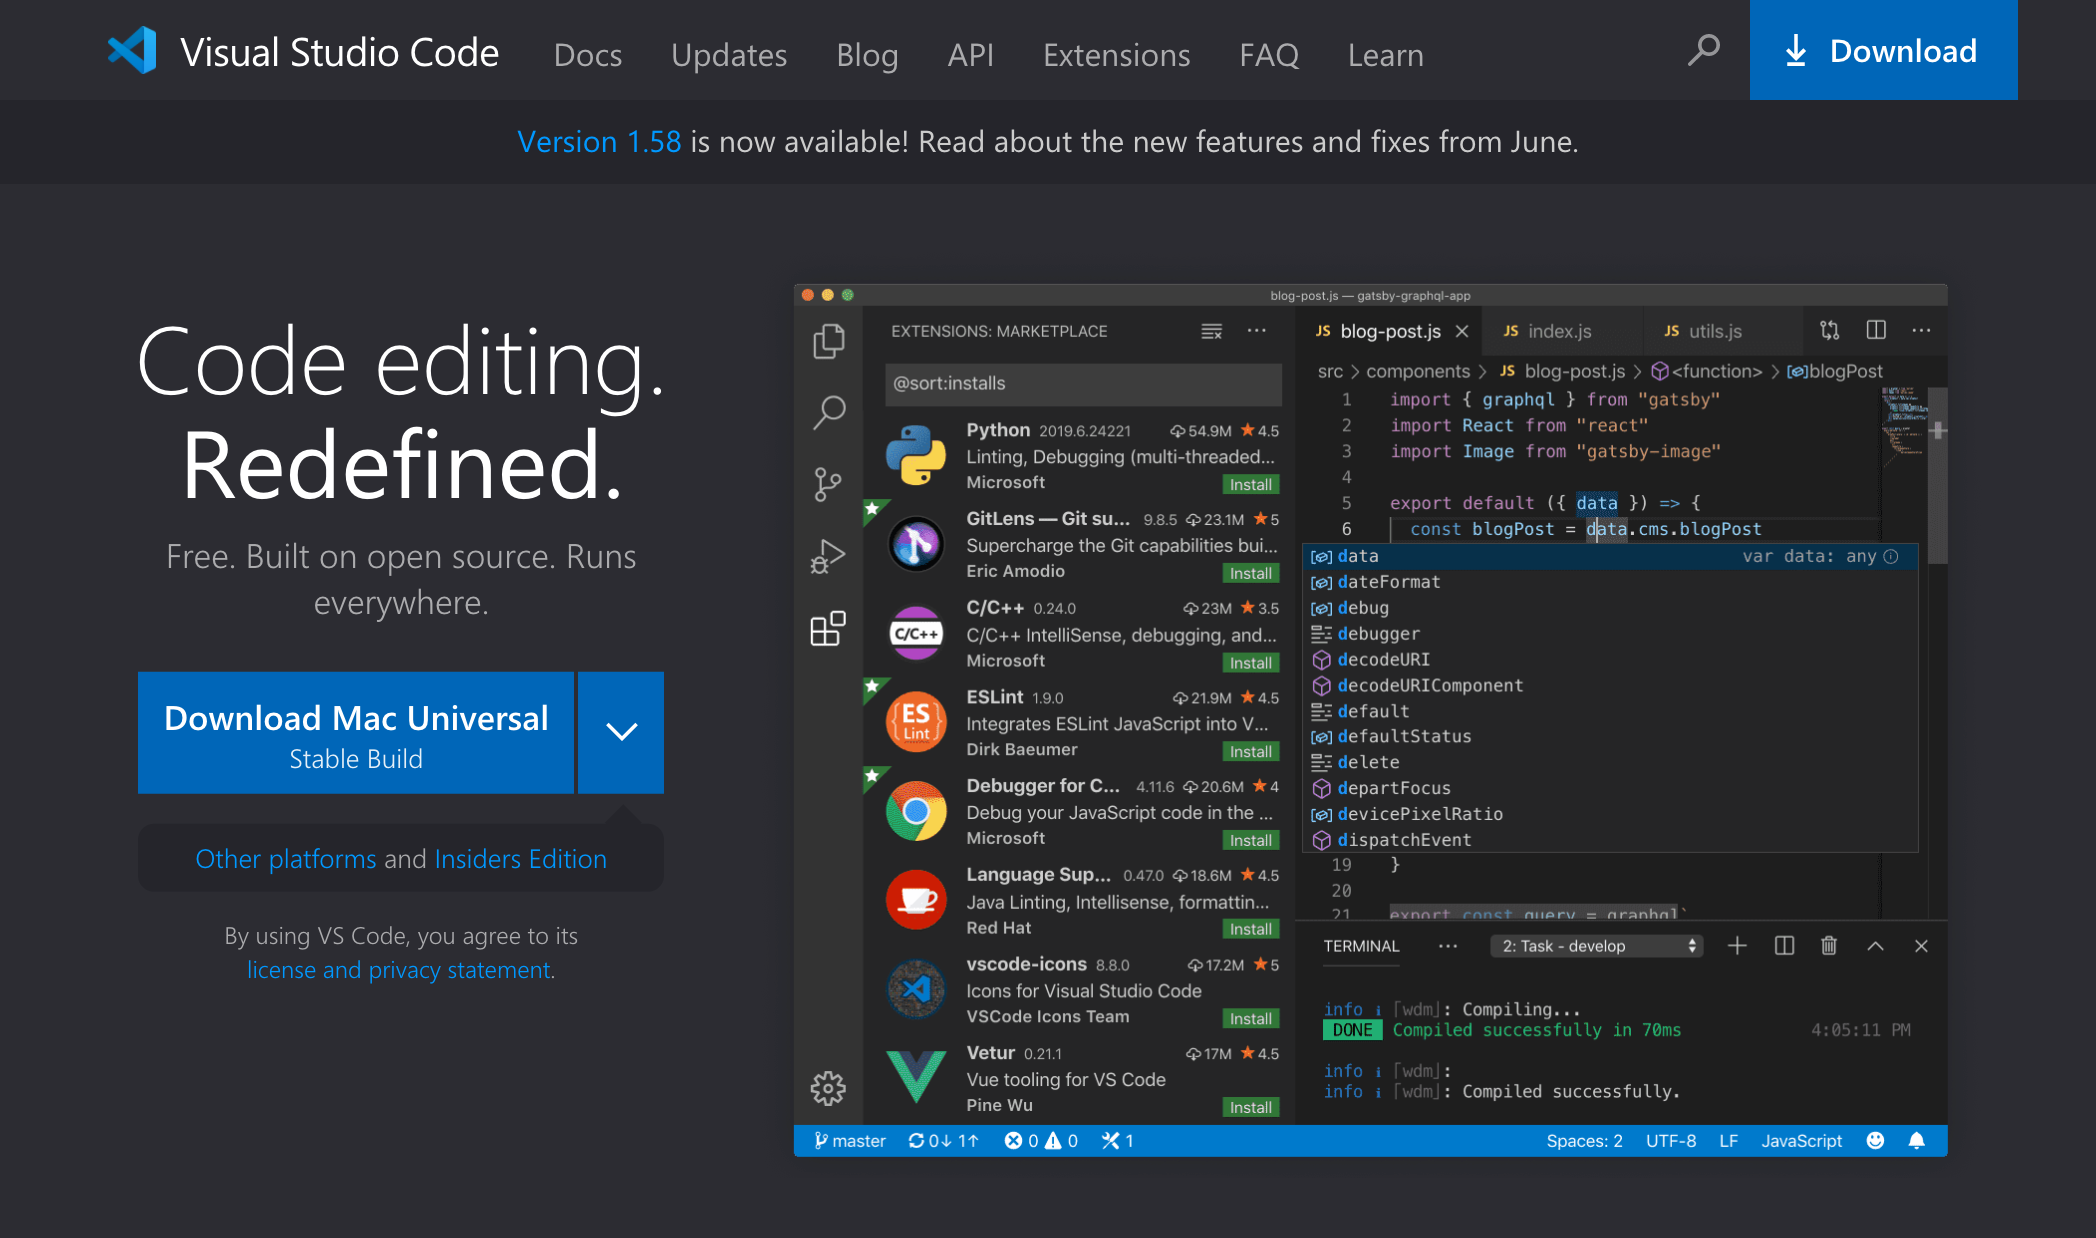 Visual Studio Code Docs Updates Blog API Extensions FAQ Learn Download
Version 1.58 is now available! Read about the new features and fixes from June.
Code editing.
Redefined.
Free. Built on open source. Runs
everywhere.
Download Mac Universal
Stable Build
Other platforms and Insiders Edition
By using VS Code, you agree to its
license and privacy statement.
blog-post.js — gatsby-graphql-app
EXTENSIONS: MARKETPLACE
@sort:installs
Python 2019.6.24221 54.9M 4.5
Linting, Debugging (multi-threaded...
Microsoft Install
GitLens — Git su... 9.8.5 23.1M 5
Supercharge the Git capabilities bui...
Eric Amodio Install
C/C++
C/C++ 0.24.0 23M 3.5
C/C++ IntelliSense, debugging, and...
Microsoft Install
ES
Lint
ESLint 1.9.0 21.9M 4.5
Integrates ESLint JavaScript into V...
Dirk Baeumer Install
Debugger for C... 4.11.6 20.6M 4
Debug your JavaScript code in the ...
Microsoft Install
Language Sup... 0.47.0 18.6M 4.5
Java Linting, Intellisense, formattin...
Red Hat Install
vscode-icons 8.8.0 17.2M 5
Icons for Visual Studio Code
VSCode Icons Team Install
Vetur 0.21.1 17M 4.5
Vue tooling for VS Code
Pine Wu Install
JS blog-post.js JS index.js JS utils.js
src > components > JS blog-post.js > <function> > blogPost
1 import { graphql } from "gatsby"
2 import React from "react"
3 import Image from "gatsby-image"
4
5 export default ({ data }) => {
6 const blogPost = data.cms.blogPost
data var data: any
dateFormat
debug
debugger
decodeURI
decodeURIComponent
default
defaultStatus
delete
departFocus
devicePixelRatio
dispatchEvent
19 }
20
21 export const query = graphql`
TERMINAL ... 2: Task - develop
info i [wdm]: Compiling...
DONE Compiled successfully in 70ms 4:05:11 PM
info i [wdm]:
info i [wdm]: Compiled successfully.
master 0↓ 1↑ 0 0 1 Spaces: 2 UTF-8 LF JavaScript